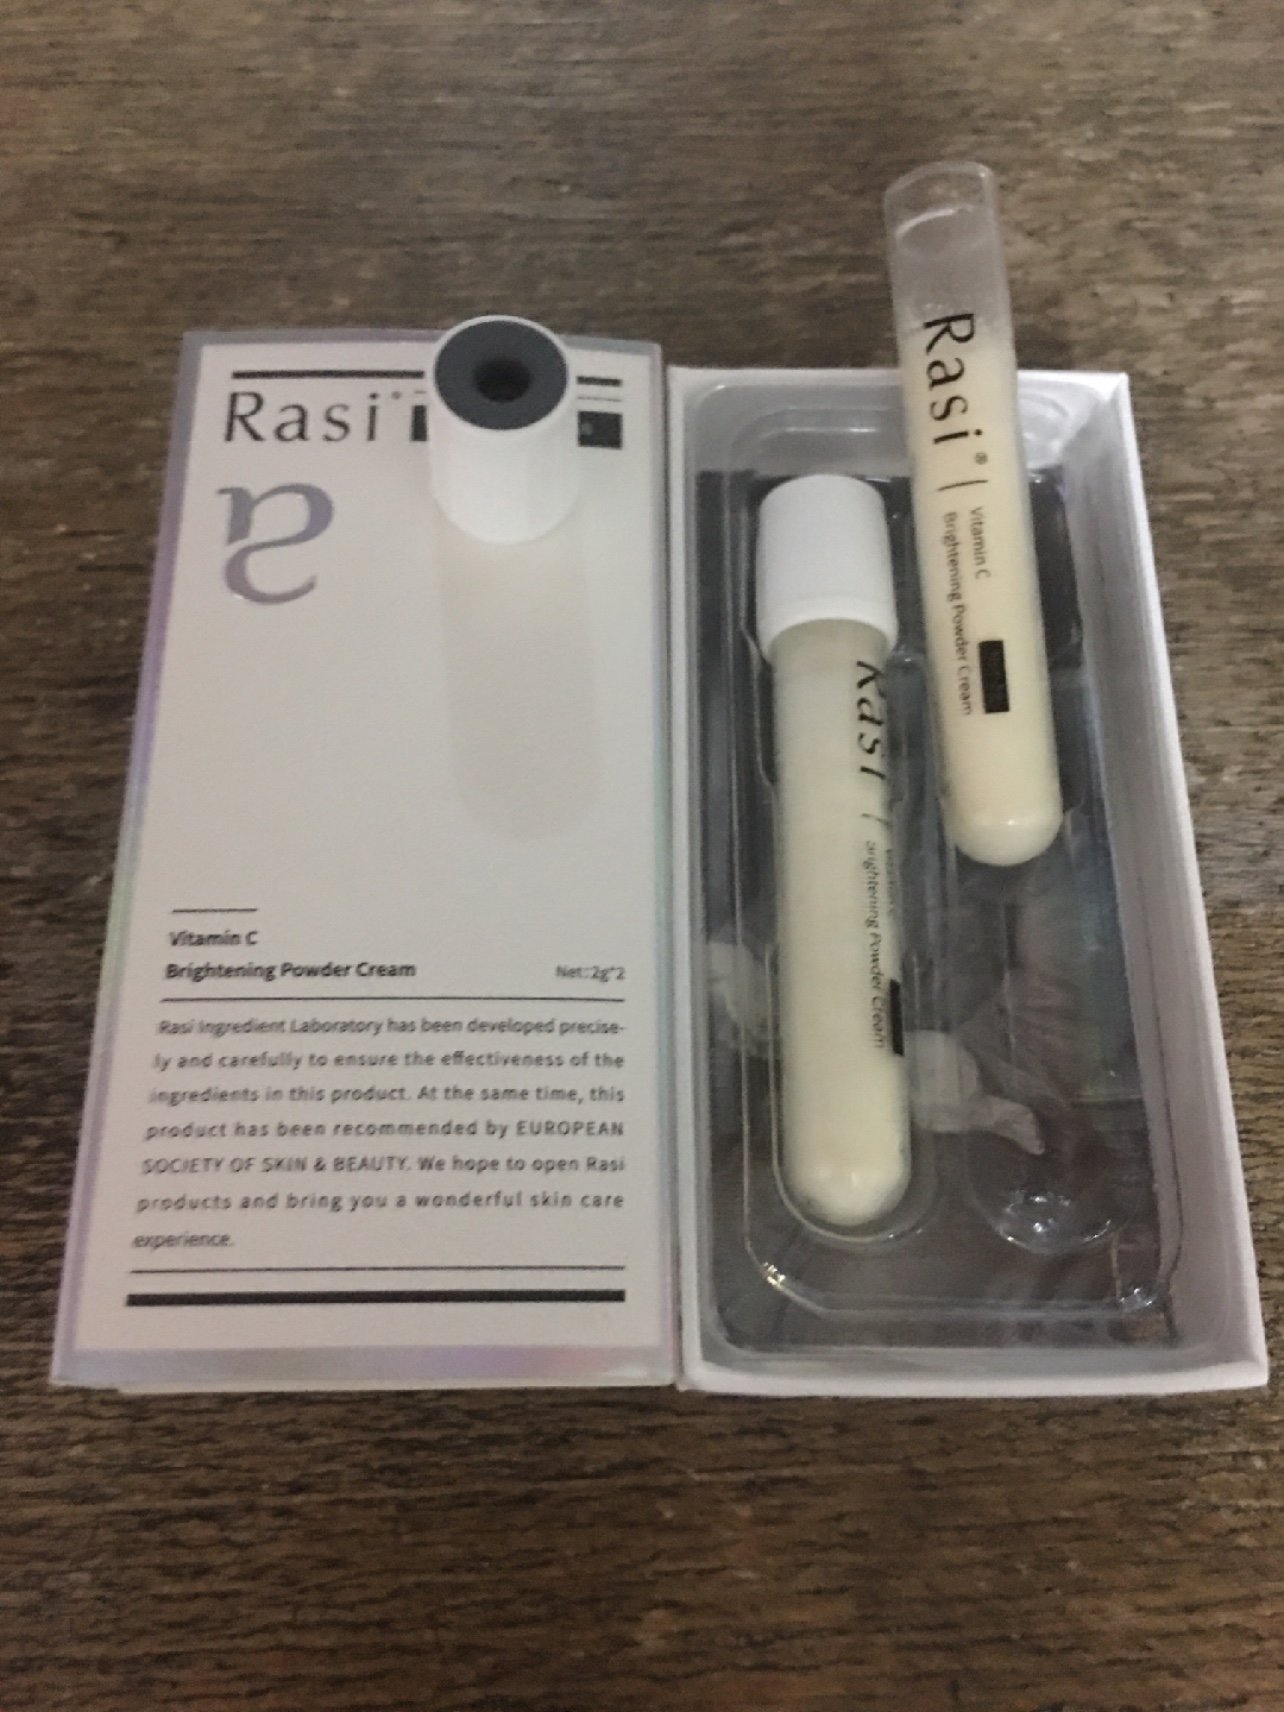 Rasi
Vitamin C
Brightening Powder Cream
Net::2g*2
Rasi Ingredient Laboratory has been developed precise-
ly and carefully to ensure the effectiveness of the
ingredients in this product. At the same time, this
product has been recommended by EUROPEAN
SOCIETY OF SKIN & BEAUTY. We hope to open Rasi
products and bring you a wonderful skin care
experience.
Rasi
Brightening Powder Cream
Rasi® |
Vitamin C
Brightening Powder Cream